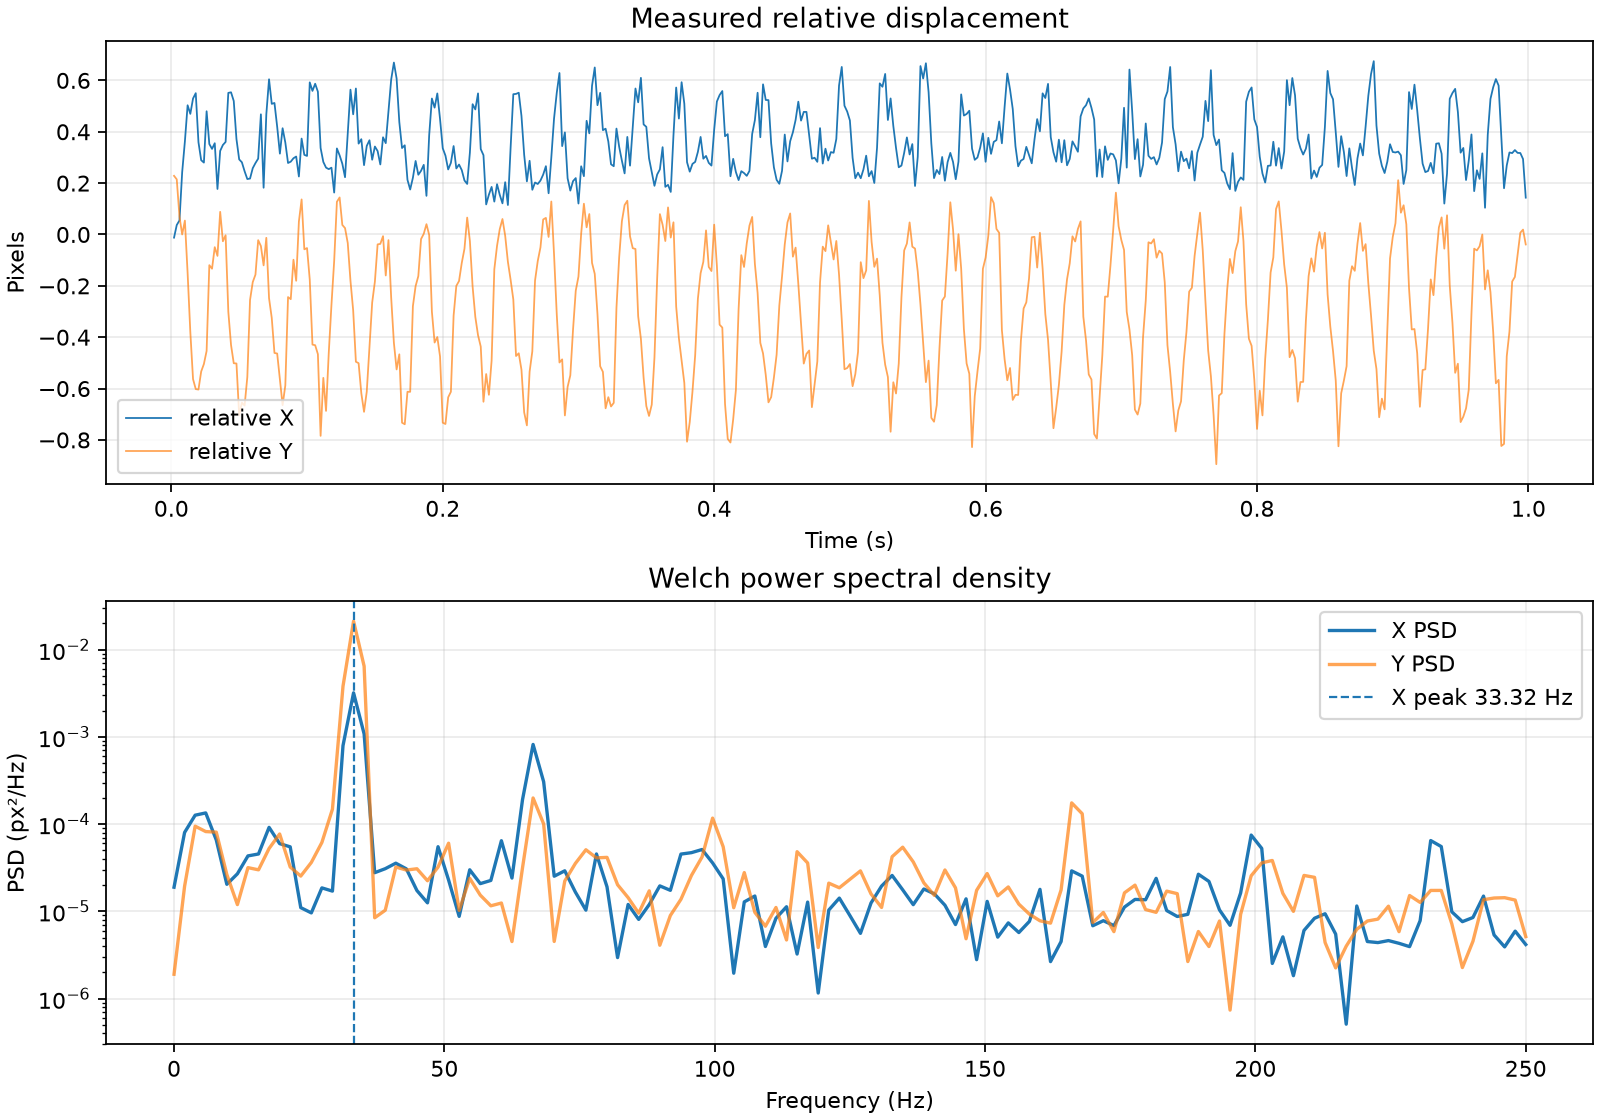 Measured relative displacement
Pixels
0.6
0.4
0.2
0.0
−0.2
−0.4
−0.6
−0.8
relative X
relative Y
0.0 0.2 0.4 0.6 0.8 1.0
Time (s)
Welch power spectral density
PSD (px²/Hz)
10⁻²
10⁻³
10⁻⁴
10⁻⁵
10⁻⁶
X PSD
Y PSD
X peak 33.32 Hz
0 50 100 150 200 250
Frequency (Hz)